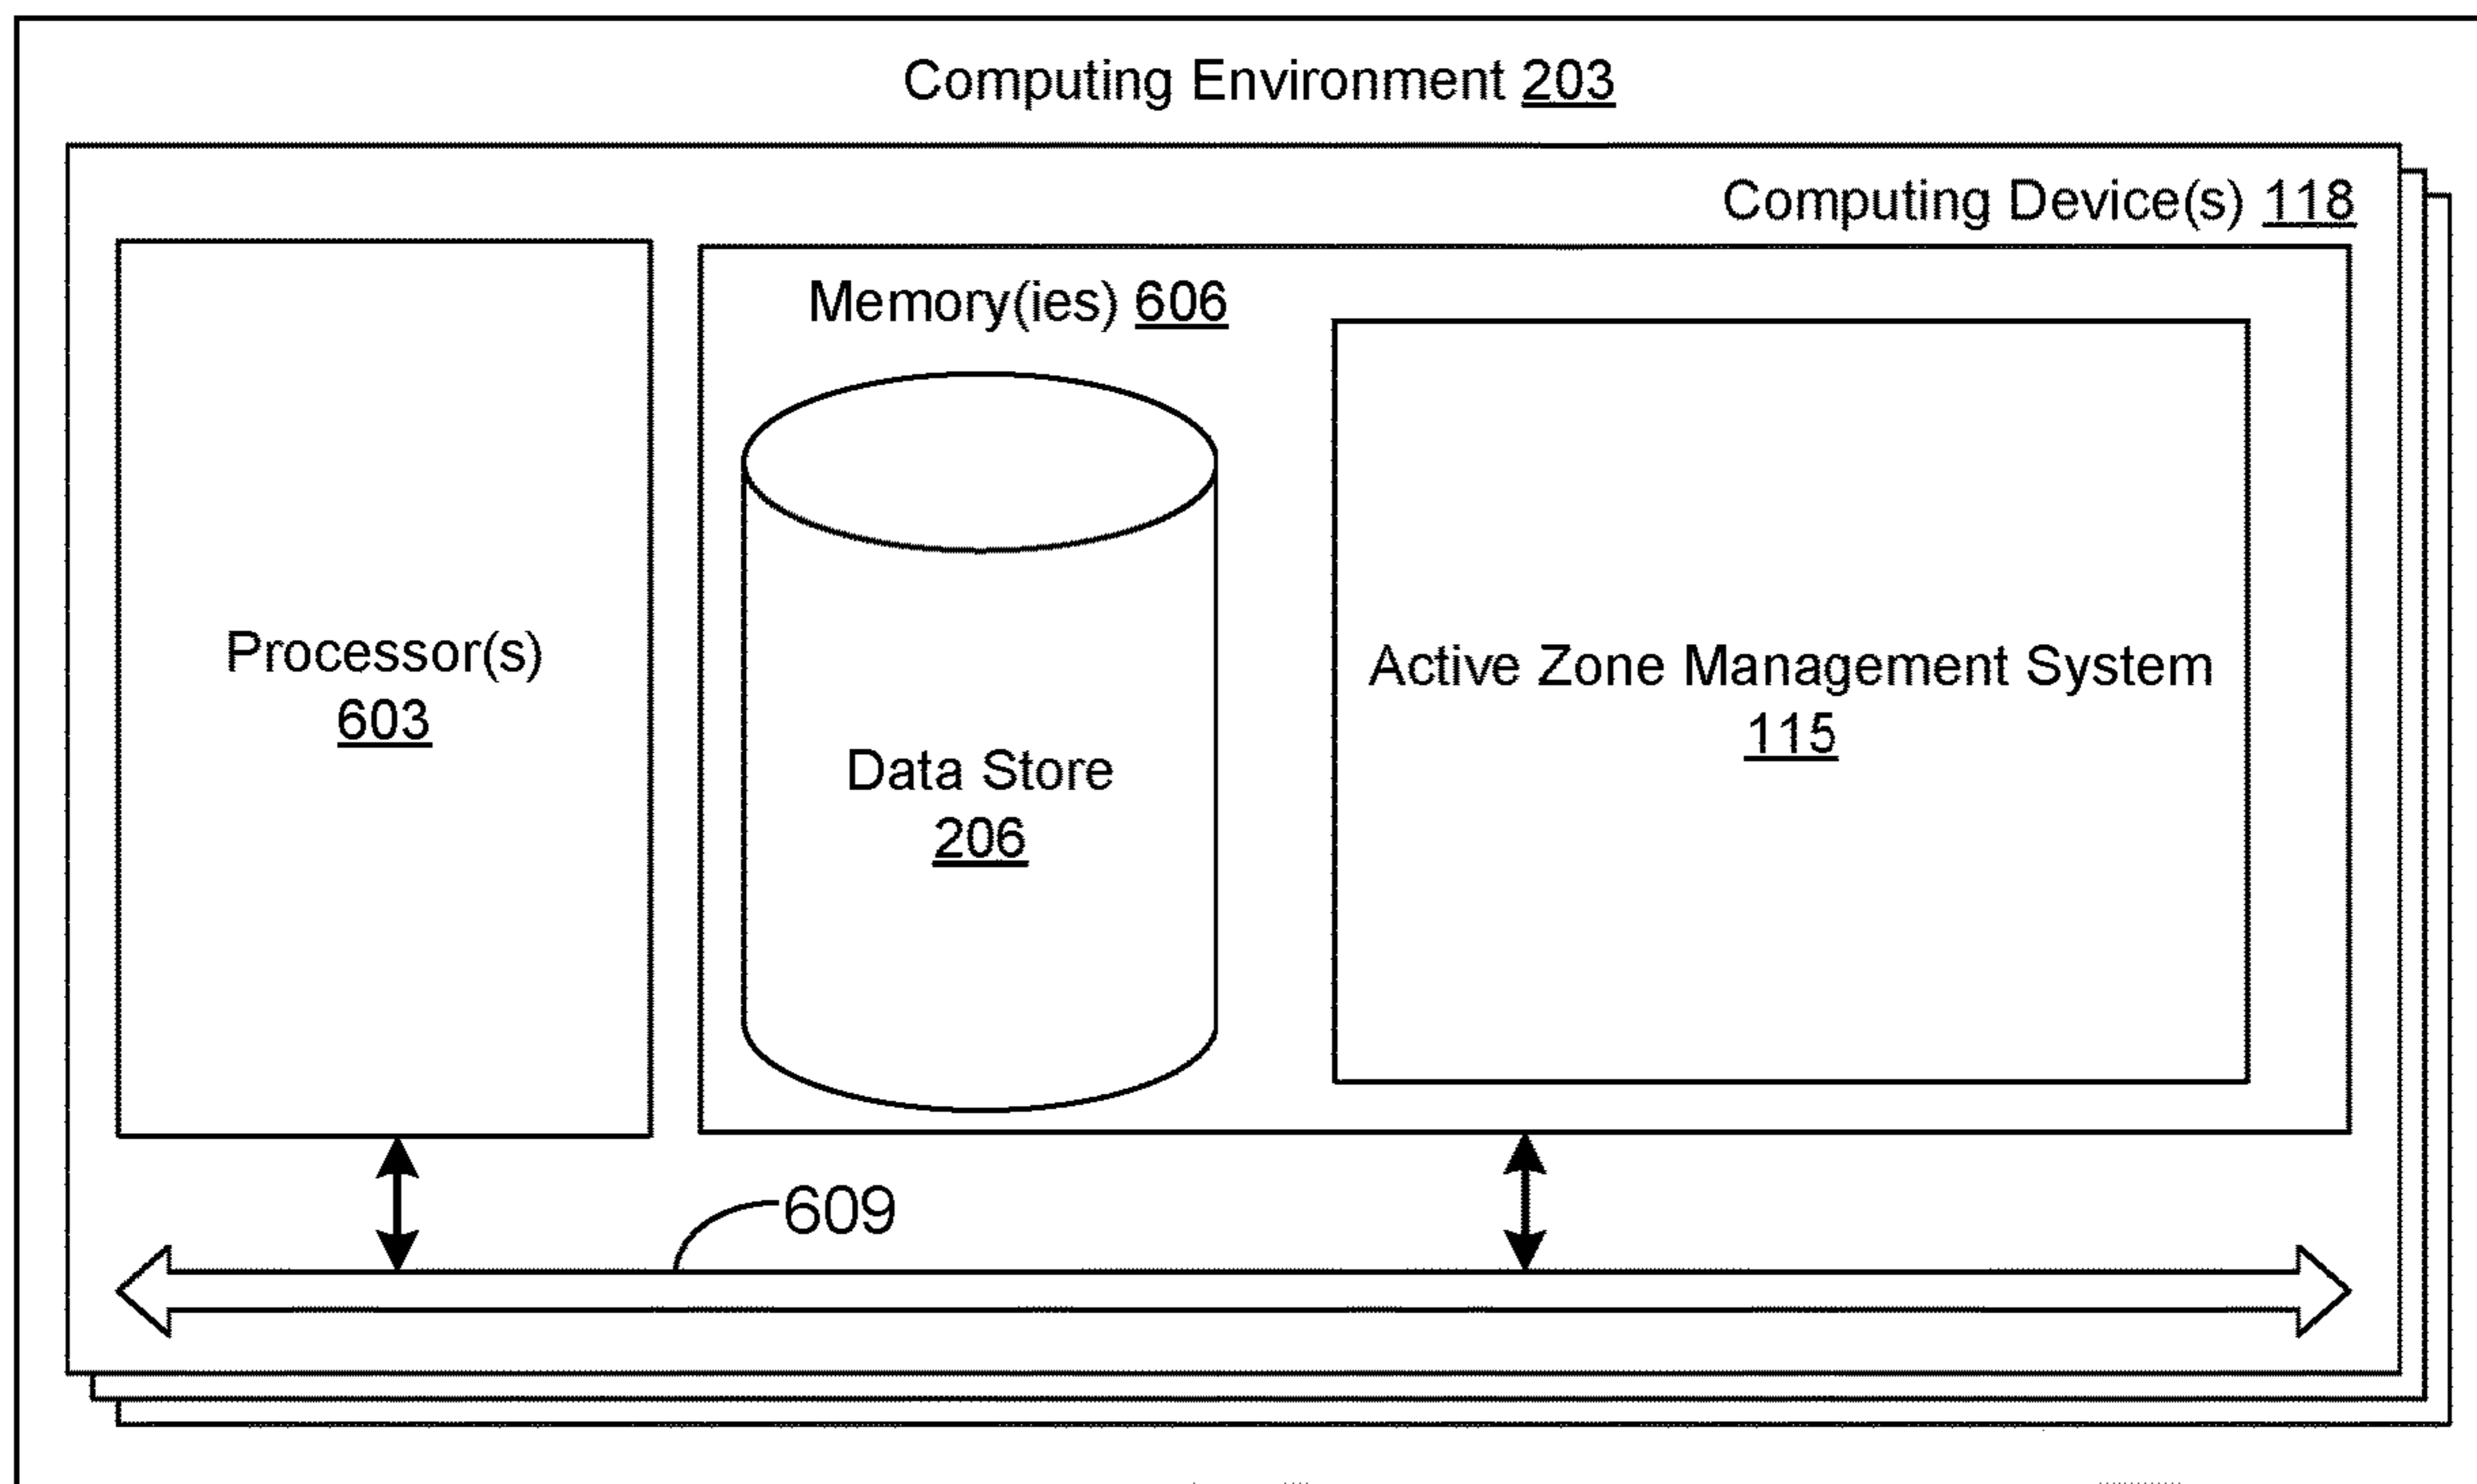 Computing Environment 203
Computing Device(s) 118
Memory(ies) 606
Processor(s)
603
Active Zone Management System
115
Data Store
206
609